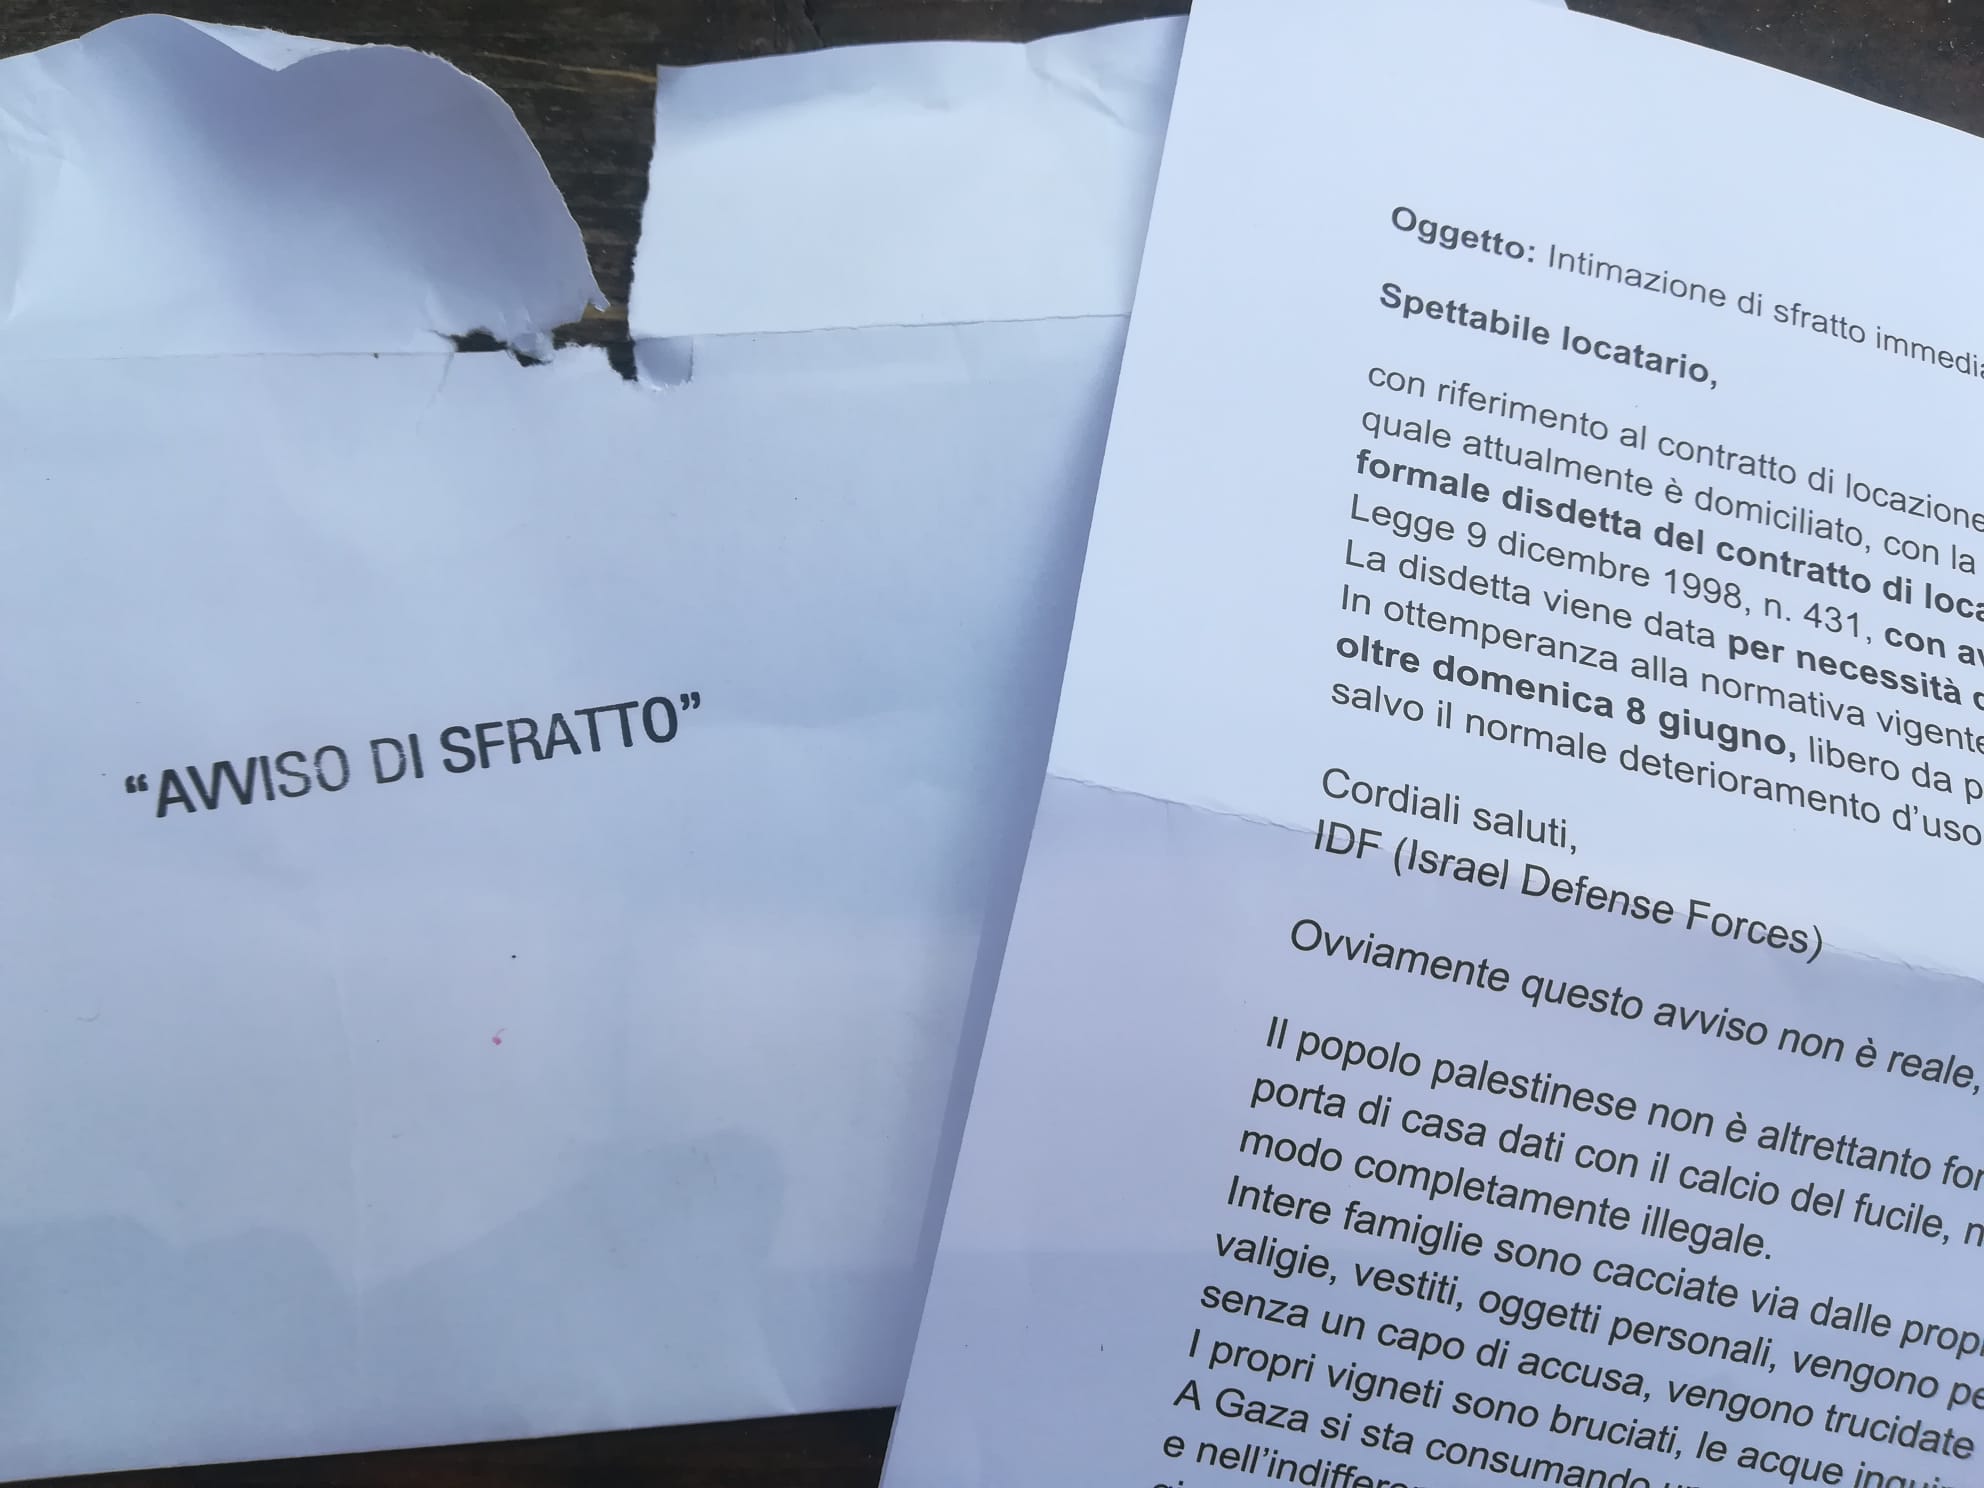 “AVVISO DI SFRATTO”
Oggetto: Intimazione di sfratto
Spettabile locatario,
con riferimento al contratto di locazione
quale attualmente è domiciliato, con la
formale disdetta del contratto di
Legge 9 dicembre 1998, n. 431, con
La disdetta viene data per necessità
In ottemperanza alla normativa vigente
oltre domenica 8 giugno, libero da
salvo il normale deterioramento d’uso
Cordiali saluti,
IDF (Israel Defense Forces)
Ovviamente questo avviso non è reale,
Il popolo palestinese non è altrettanto
porta di casa dati con il calcio del fucile,
modo completamente illegale.
Intere famiglie sono cacciate via dalle
valigie, vestiti, oggetti personali, vengono
senza un capo di accusa, vengono trucidate
I propri vigneti sono bruciati, le acque
A Gaza si sta consumando
e